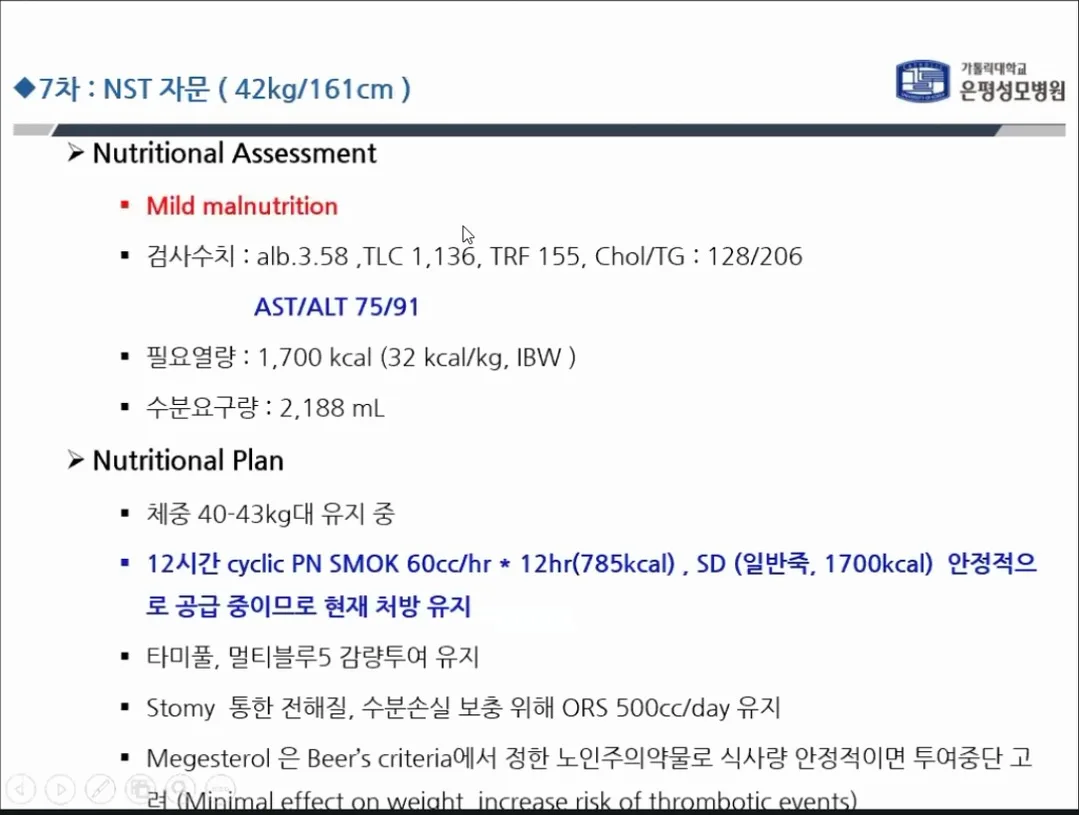 ◆7차 : NST 자문 ( 42kg/161cm )
가톨릭대학교
은평성모병원
➢ Nutritional Assessment
▪ Mild malnutrition
▪ 검사수치 : alb.3.58 ,TLC 1,136, TRF 155, Chol/TG : 128/206
AST/ALT 75/91
▪ 필요열량 : 1,700 kcal (32 kcal/kg, IBW )
▪ 수분요구량 : 2,188 mL
➢ Nutritional Plan
▪ 체중 40-43kg대 유지 중
▪ 12시간 cyclic PN SMOK 60cc/hr * 12hr(785kcal) , SD (일반죽, 1700kcal) 안정적으
로 공급 중이므로 현재 처방 유지
▪ 타미풀, 멀티블루5 감량투여 유지
▪ Stomy 통한 전해질, 수분손실 보충 위해 ORS 500cc/day 유지
▪ Megesterol 은 Beer's criteria에서 정한 노인주의약물로 식사량 안정적이면 투여중단 고
려 (Minimal effect on weight, increase risk of thrombotic events)